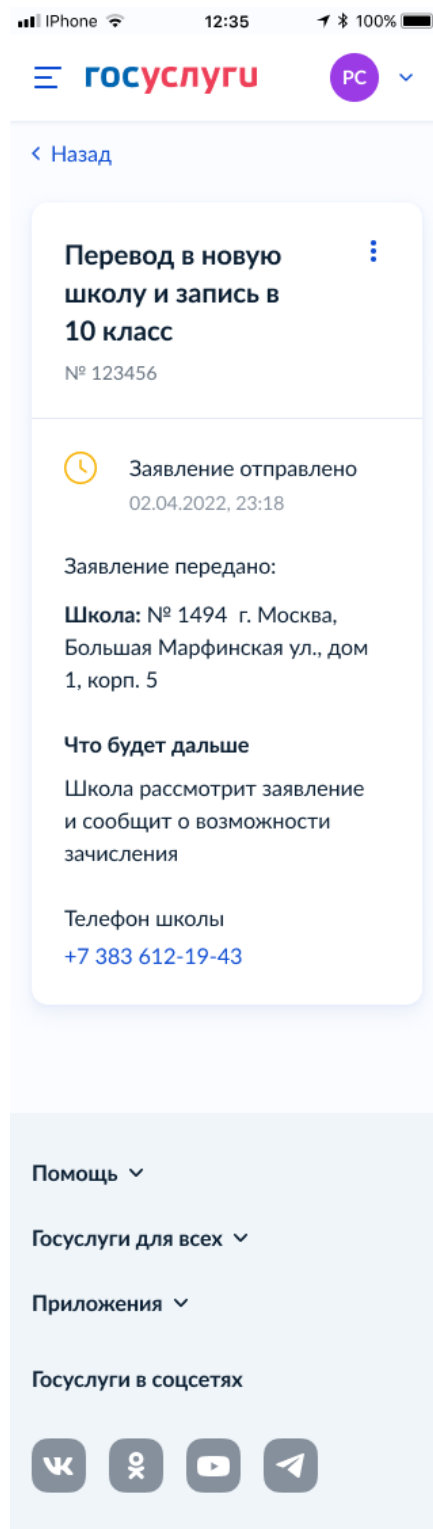 IPhone 12:35 100%
госуслуги РС
Назад
Перевод в новую
школу и запись в
10 класс
№ 123456
Заявление отправлено
02.04.2022, 23:18
Заявление передано:
Школа: № 1494 г. Москва,
Большая Марфинская ул., дом
1, корп. 5
Что будет дальше
Школа рассмотрит заявление
и сообщит о возможности
зачисления
Телефон школы
+7 383 612-19-43
Помощь
Госуслуги для всех
Приложения
Госуслуги в соцсетях